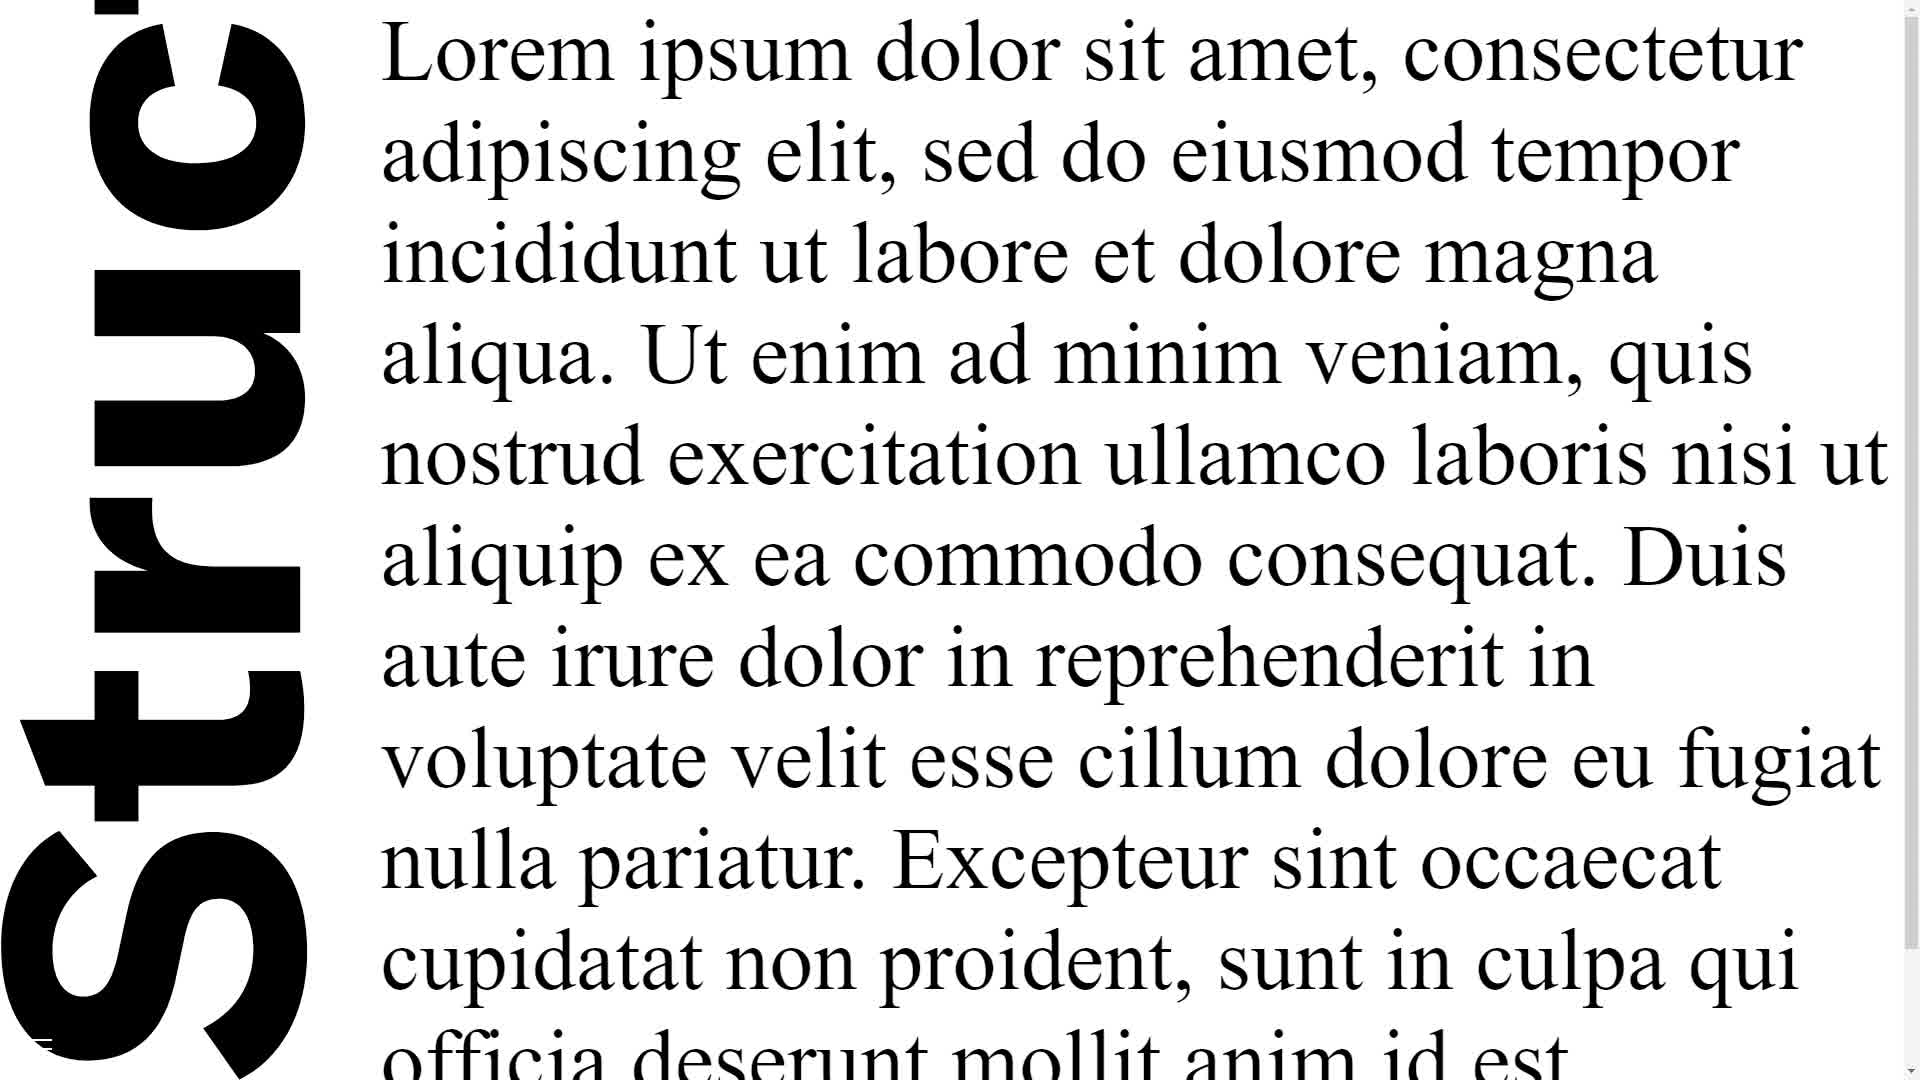 Struc
Lorem ipsum dolor sit amet, consectetur
adipiscing elit, sed do eiusmod tempor
incididunt ut labore et dolore magna
aliqua. Ut enim ad minim veniam, quis
nostrud exercitation ullamco laboris nisi ut
aliquip ex ea commodo consequat. Duis
aute irure dolor in reprehenderit in
voluptate velit esse cillum dolore eu fugiat
nulla pariatur. Excepteur sint occaecat
cupidatat non proident, sunt in culpa qui
officia deserunt mollit anim id est